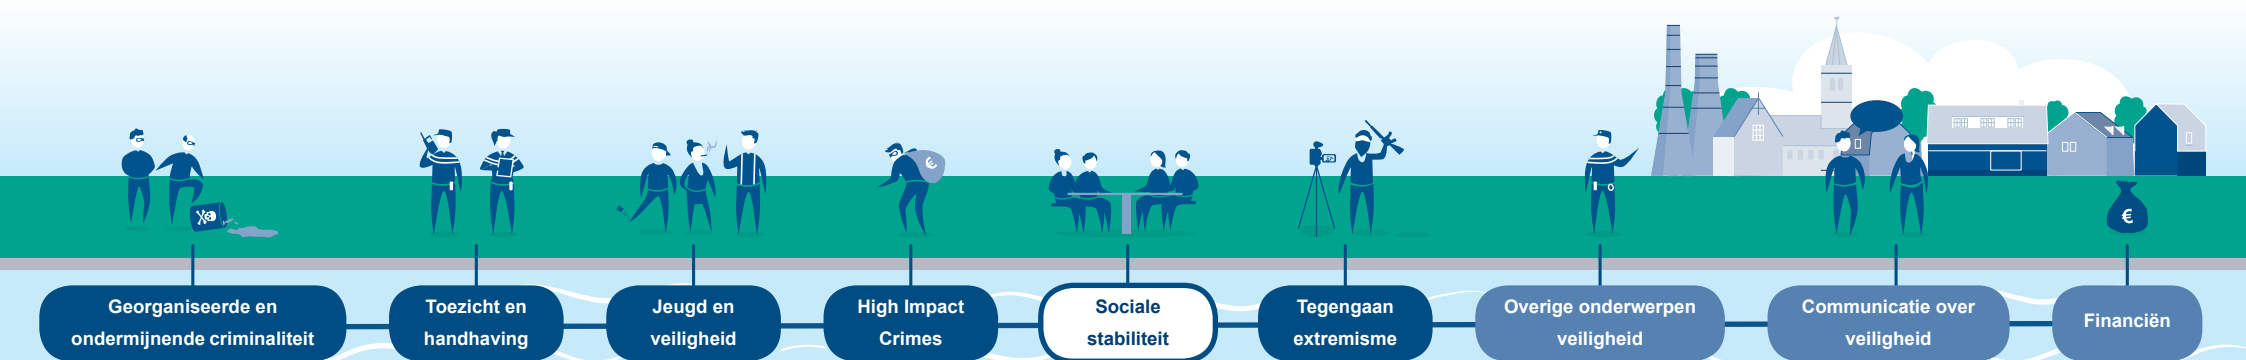 €
€
Georganiseerde en
ondermijnende criminaliteit
Toezicht en
handhaving
Jeugd en
veiligheid
High Impact
Crimes
Sociale
stabiliteit
Tegengaan
extremisme
Overige onderwerpen
veiligheid
Communicatie over
veiligheid
Financiën